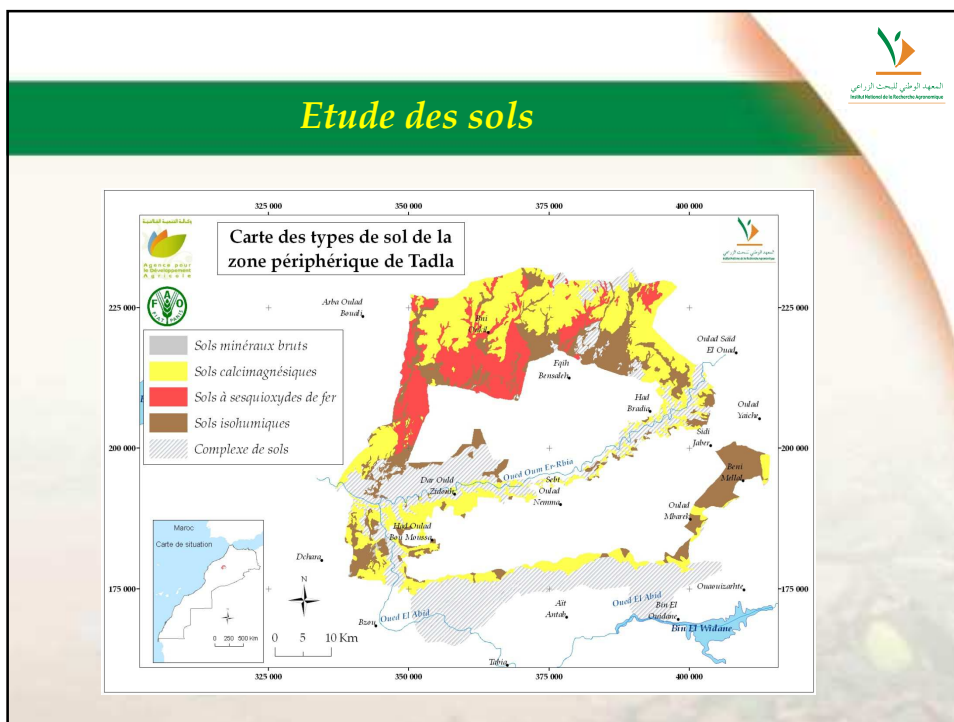 المعهد الوطني للبحث الزراعي
Institut National de la Recherche Agronomique
Etude des sols
325 000
350 000
375 000
400 000
Carte des types de sol de la
zone périphérique de Tadla
Agence pour
le Développement
Agricole
FAO
FIAT PANIS
225 000
225 000
Arba Oulad
Bouali
Bni
Oulad Said
El Oued
Fqih
Bensaleh
Sols minéraux bruts
Sols calcimagnésiques
Sols à sesquioxydes de fer
Sols isohumiques
Complexe de sols
Had
Bradia
Oulad
Yaiche
Sidi
Jaber
200 000
200 000
Oued Oum Er-Rbia
Dar Ould
Zidouh
Sebt
Oulad
Nemma
Beni
Mellal
Oulad
Mbarek
Had Oulad
Bou Moussa
Maroc
Carte de situation
N
0 250 500 Km
Dchara
N
0 5 10 Km
175 000
175 000
Ouaouizarhte
Oued El Abid
Bin El
Ouidane
Aït
Attab
Bzou
Oued El Abid
Bin El Widane
Tabia
325 000
350 000
375 000
400 000